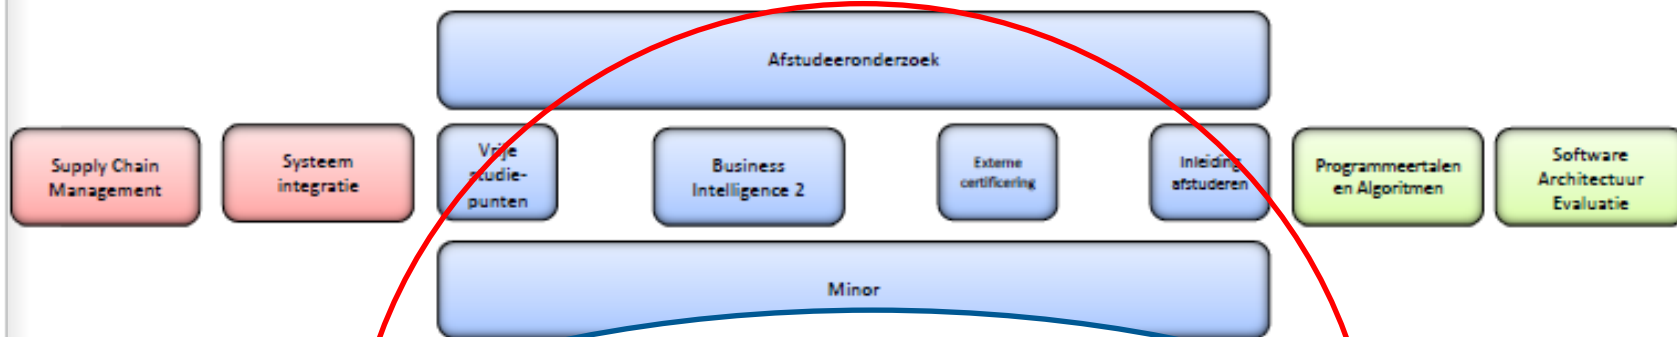 Afstudeeronderzoek
Supply Chain
Management
Systeem
integratie
Vrije
studie-
punten
Business
Intelligence 2
Externe
certificering
Inleiding
afstuderen
Programmeertalen
en Algoritmen
Software
Architectuur
Evaluatie
Minor